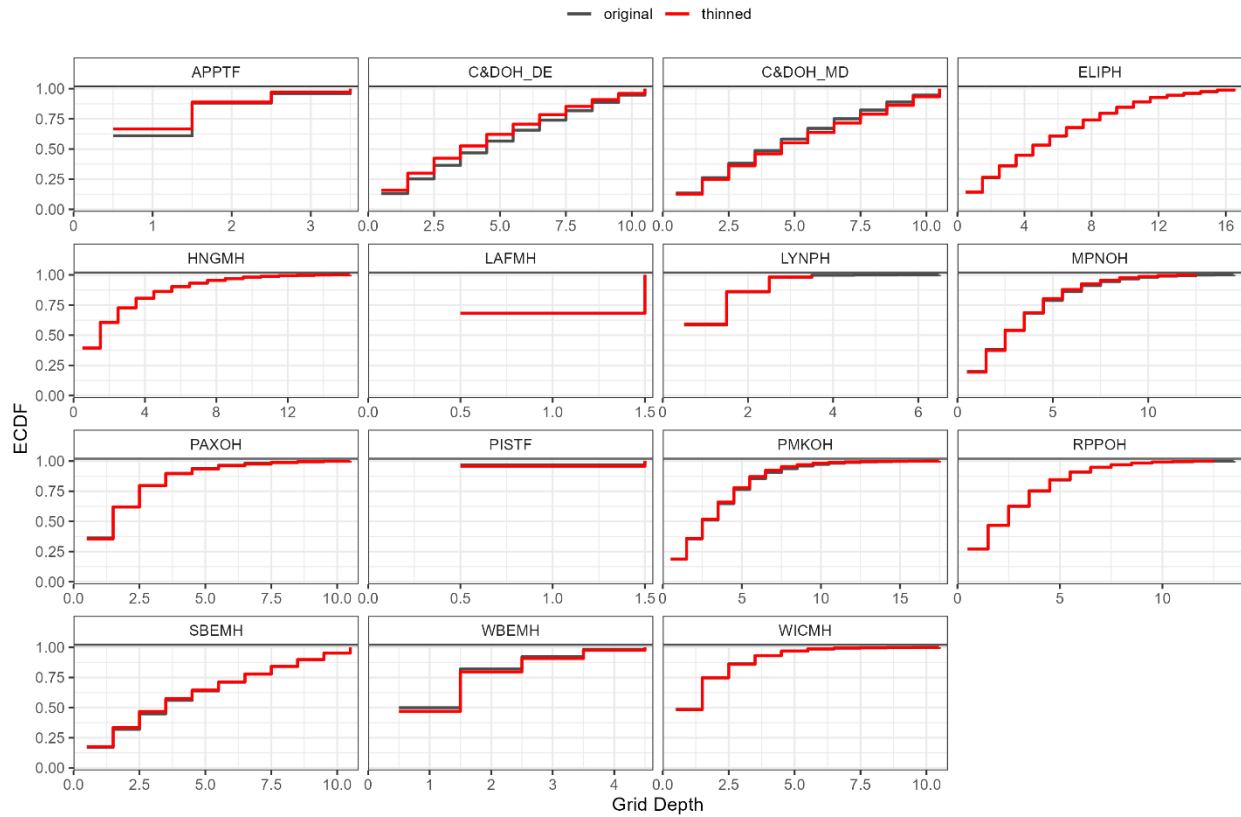 original thinned
APPTF C&DOH_DE C&DOH_MD ELIPH
1.00
0.75
0.50
0.25
0.00
1 2 3
0.0 2.5 5.0 7.5 10.0
0.0 2.5 5.0 7.5 10.0
0 4 8 12 16
HNGMH LAFMH LYNPH MPNOH
1.00
0.75
0.50
0.25
0.00
0 4 8 12
0.0 0.5 1.0 1.5
0 2 4 6
0 5 10
ECDF
PAXOH PISTF PMKOH RPPOH
1.00
0.75
0.50
0.25
0.00
0.0 2.5 5.0 7.5 10.0
0.0 0.5 1.0 1.5
0 5 10 15
0 5 10
SBEMH WBEMH WICMH
1.00
0.75
0.50
0.25
0.00
0.0 2.5 5.0 7.5 10.0
0 1 2 3 4
0.0 2.5 5.0 7.5 10.0
Grid Depth